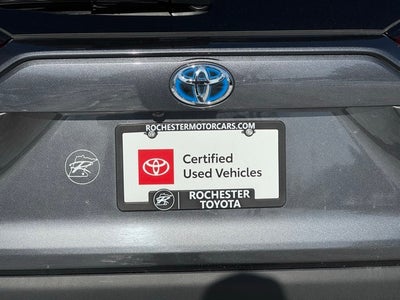 ROCHESTERMOTORCARS.COM
Certified
Used Vehicles
ROCHESTER
TOYOTA